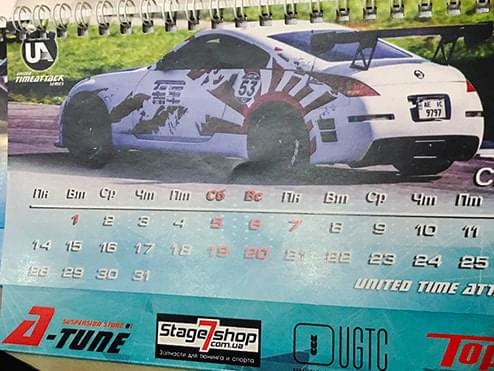 UA
UNITED
TIMEATTACK
SERIES
53
AE IC
9797
Пн Вт Ср Чт Пт Сб Вс Пн Вт Ср Чт Пт
1 2 3 4 5 6 7 8 9 10 11
14 15 16 17 18 19 20 21 22 23 24 25
28 29 30 31
UNITED TIME ATT
SUSPENSION STORE #1
A-TUNE
Stage7shop
.com.ua
Запчасти для тюнинга и спорта
UGTC
TOP